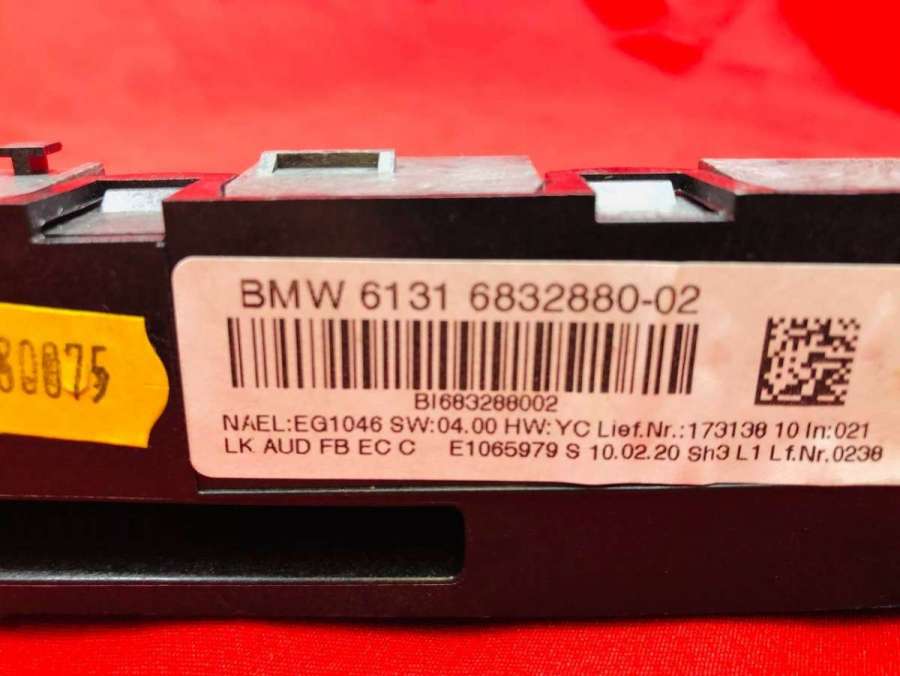 BMW 6131 6832880-02
BI683288002
NAEL:EG1046 SW:04.00 HW:YC Lief.Nr.:173138 10 In:021
LK AUD FB EC C E1065979 S 10.02.20 Sh3 L1 Lf.Nr.0238